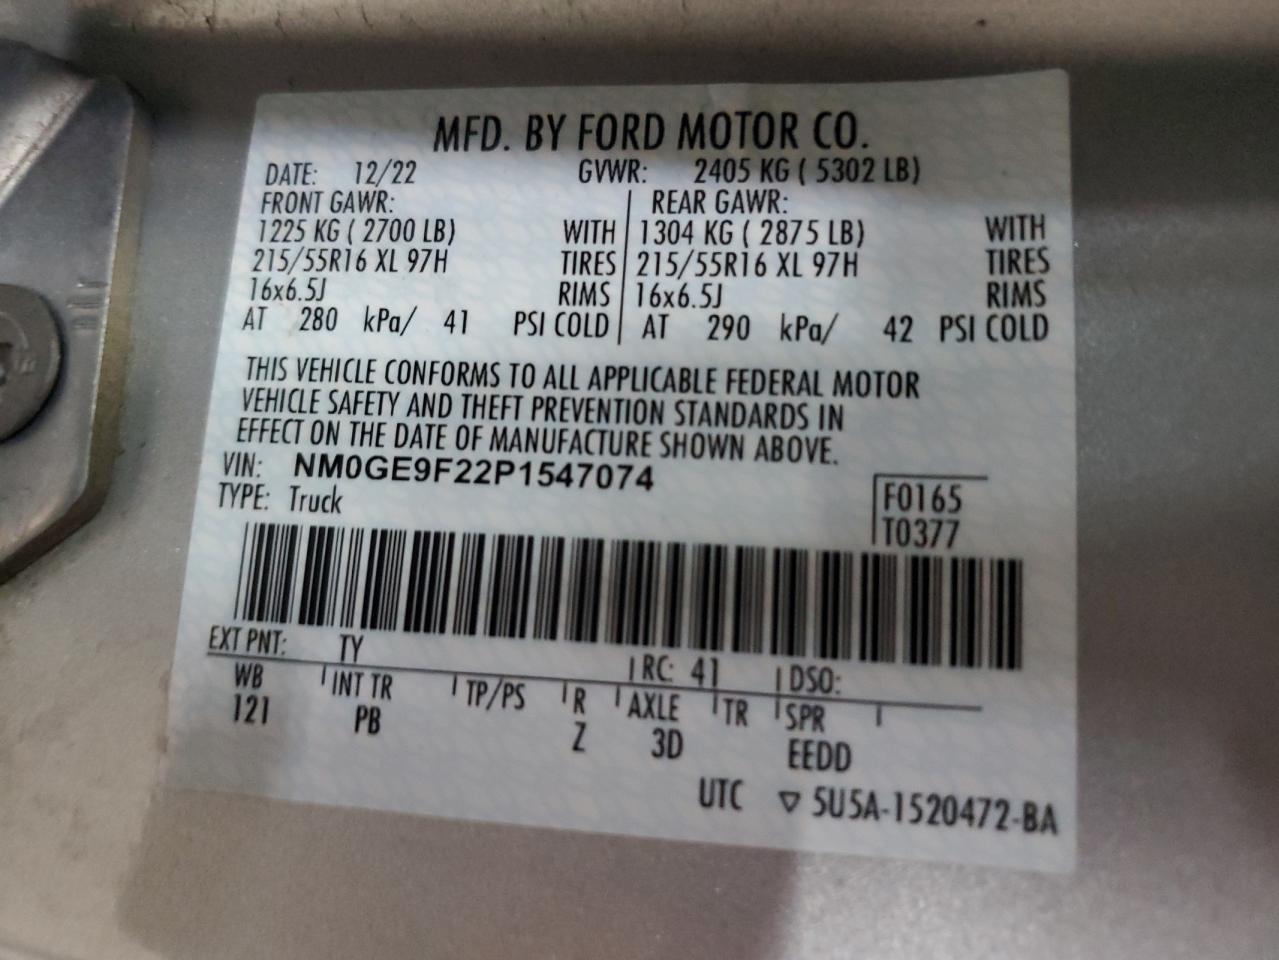 MFD. BY FORD MOTOR CO.
DATE: 12/22 GVWR: 2405 KG ( 5302 LB)
FRONT GAWR: REAR GAWR:
1225 KG ( 2700 LB) WITH 1304 KG ( 2875 LB) WITH
215/55R16 XL 97H TIRES 215/55R16 XL 97H TIRES
16x6.5J RIMS 16x6.5J RIMS
AT 280 kPa/ 41 PSI COLD AT 290 kPa/ 42 PSI COLD
THIS VEHICLE CONFORMS TO ALL APPLICABLE FEDERAL MOTOR
VEHICLE SAFETY AND THEFT PREVENTION STANDARDS IN
EFFECT ON THE DATE OF MANUFACTURE SHOWN ABOVE.
VIN: NM0GE9F22P1547074
TYPE: Truck
F0165
T0377
EXT PNT: TY RC: 41 DSO:
WB INT TR TP/PS R AXLE TR SPR
121 PB Z 3D EEDD
UTC ▽ 5U5A-1520472-BA